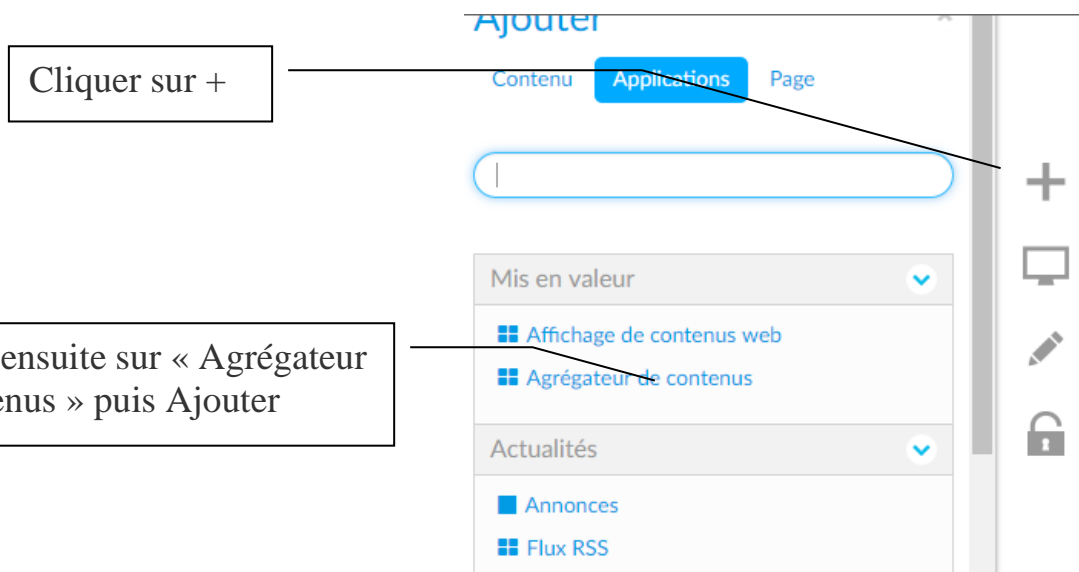 Ajouter
Cliquer sur +
Contenu Applications Page
Mis en valeur
Affichage de contenus web
ensuite sur « Agrégateur
Agrégateur de contenus
enus » puis Ajouter
Actualités
Annonces
Flux RSS